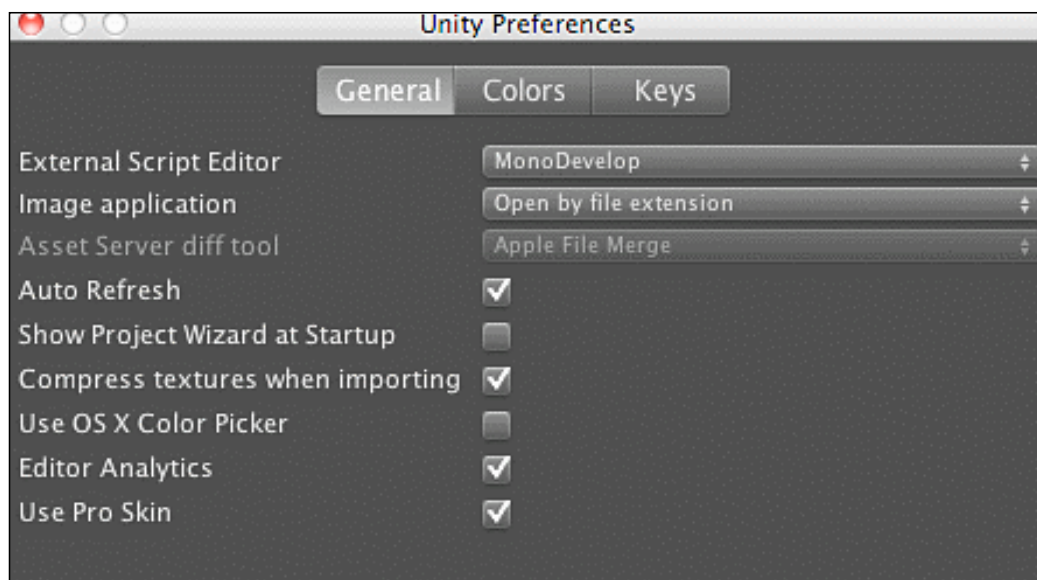 Unity Preferences
General Colors Keys
External Script Editor MonoDevelop
Image application Open by file extension
Asset Server diff tool Apple File Merge
Auto Refresh
Show Project Wizard at Startup
Compress textures when importing
Use OS X Color Picker
Editor Analytics
Use Pro Skin